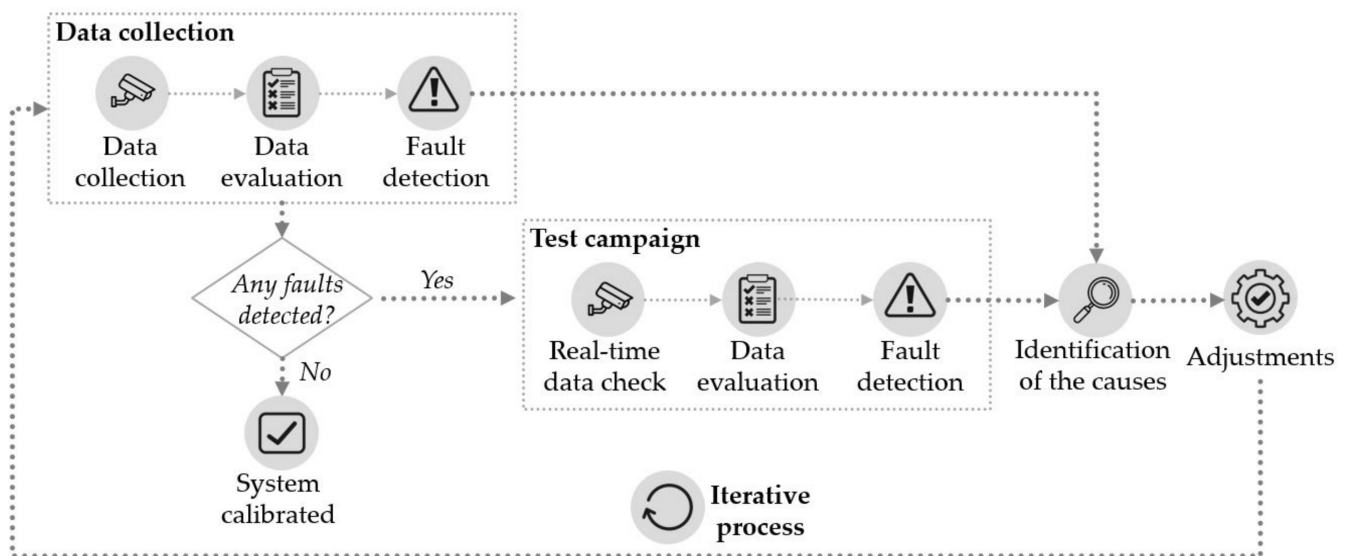 Data collection
Data
collection
Data
evaluation
Fault
detection
Any faults
detected?
Yes
No
System
calibrated
Test campaign
Real-time
data check
Data
evaluation
Fault
detection
Identification
of the causes
Adjustments
Iterative
process